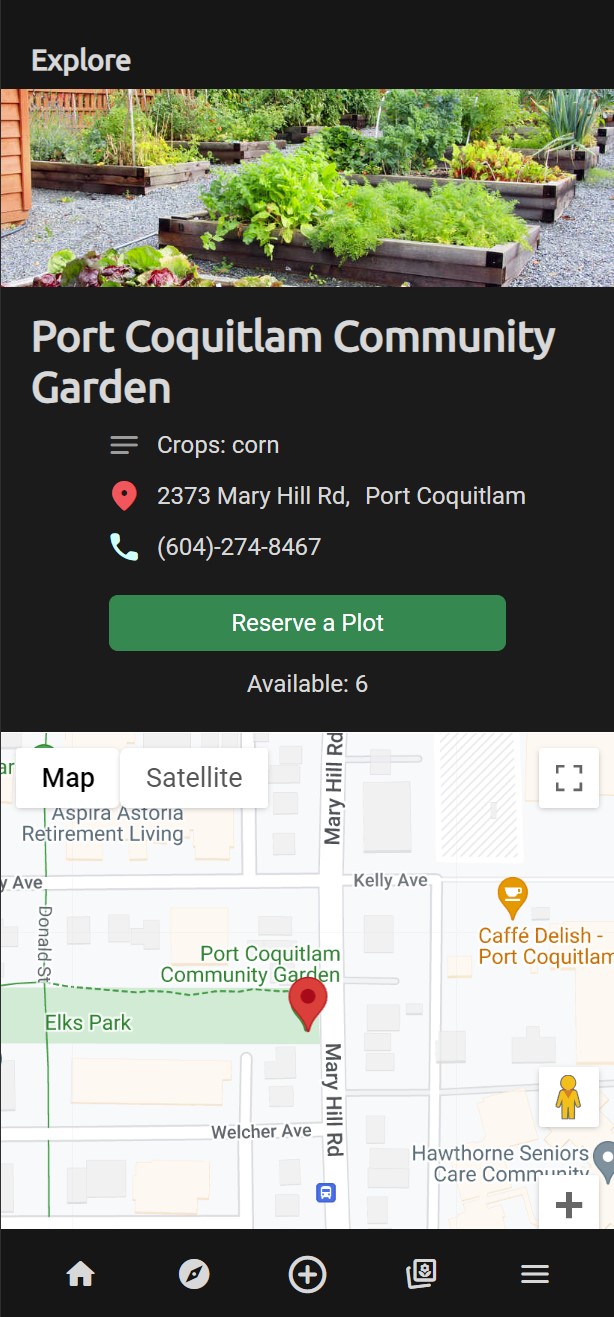 Explore
Port Coquitlam Community
Garden
Crops: corn
2373 Mary Hill Rd, Port Coquitlam
(604)-274-8467
Reserve a Plot
Available: 6
Map
Satellite
Mary Hill Rd
Aspira Astoria
Retirement Living
y Ave
Kelly Ave
Donald St
Caffé Delish -
Port Coquitlam
Port Coquitlam
Community Garden
Elks Park
Mary Hill Rd
Welcher Ave
Hawthorne Seniors
Care Community